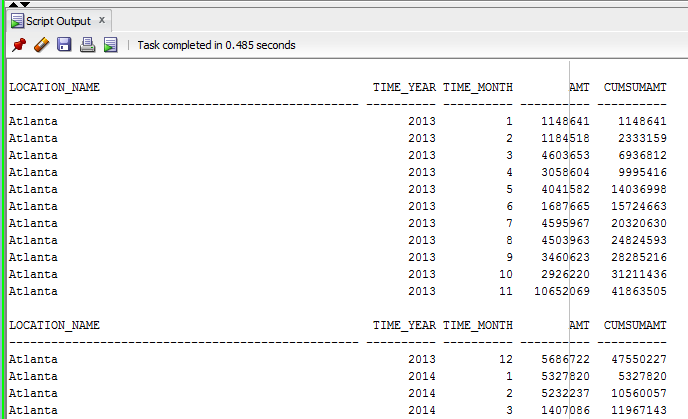 Script Output x
Task completed in 0.485 seconds
LOCATION_NAME TIME_YEAR TIME_MONTH AMT CUMSUMAMT
-------------------------------------------------- ---------- ---------- ---------- ----------
Atlanta 2013 1 1148641 1148641
Atlanta 2013 2 1184518 2333159
Atlanta 2013 3 4603653 6936812
Atlanta 2013 4 3058604 9995416
Atlanta 2013 5 4041582 14036998
Atlanta 2013 6 1687665 15724663
Atlanta 2013 7 4595967 20320630
Atlanta 2013 8 4503963 24824593
Atlanta 2013 9 3460623 28285216
Atlanta 2013 10 2926220 31211436
Atlanta 2013 11 10652069 41863505
LOCATION_NAME TIME_YEAR TIME_MONTH AMT CUMSUMAMT
-------------------------------------------------- ---------- ---------- ---------- ----------
Atlanta 2013 12 5686722 47550227
Atlanta 2014 1 5327820 5327820
Atlanta 2014 2 5232237 10560057
Atlanta 2014 3 1407086 11967143